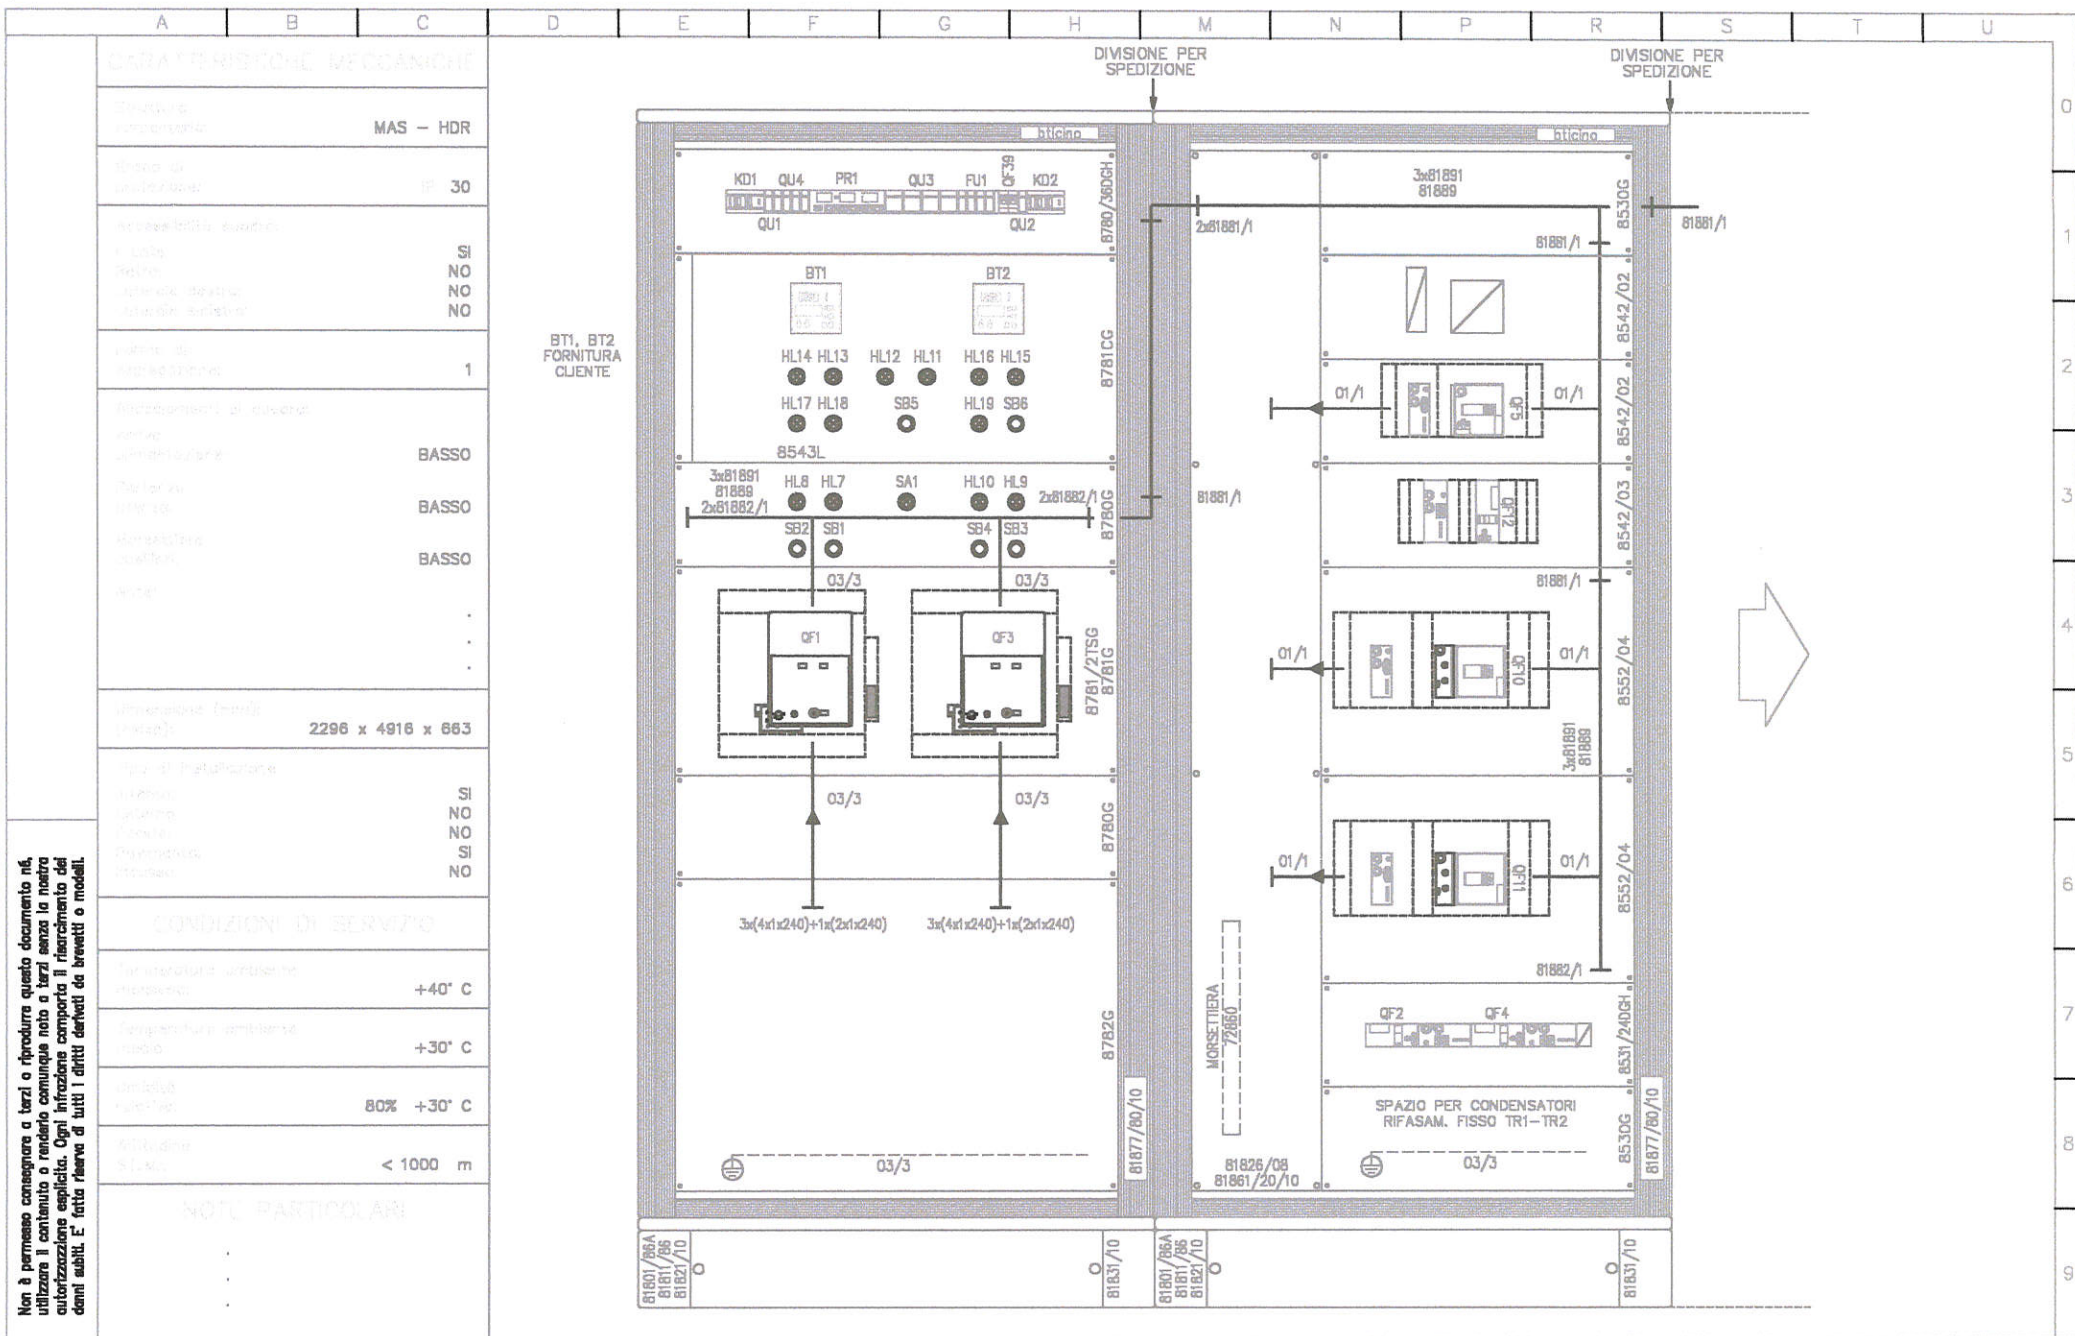 A B C D E F G H M N P R S T U
0
1
2
3
4
5
6
7
8
9
CARATTERISTICHE MECCANICHE
MAS - HDR
IP 30
SI
NO
NO
NO
1
BASSO
BASSO
BASSO
Note:
.
.
.
2296 x 4916 x 663
SI
NO
NO
SI
NO
CONDIZIONI DI SERVIZIO
+40° C
+30° C
80% +30° C
< 1000 m
NOTE PARTICOLARI
.
.
.
Non è permesso consegnare a terzi o riprodurre questo documento né,
utilizzare il contenuto o renderlo comunque noto a terzi senza la nostra
autorizzazione esplicita. Ogni infrazione comporta il risarcimento dei
danni subiti. E' fatta riserva di tutti i diritti derivati da brevetti o modelli.
BT1, BT2
FORNITURA
CLIENTE
DIVISIONE PER
SPEDIZIONE
DIVISIONE PER
SPEDIZIONE
bticino
KD1 QU4 PR1 QU3 FU1 QF39 KD2
QU1 QU2
8780/36DGH
BT1 BT2
HL14 HL13 HL12 HL11 HL16 HL15
HL17 HL18 SB5 HL19 SB6
8543L
8781CG
3x81891
81889
2x81882/1
HL8 HL7 SA1 HL10 HL9
2x81882/1
SB2 SB1 SB4 SB3
8780G
03/3 03/3
QF1 QF3
8781/2TSG
8781G
03/3 03/3
8780G
3x(4x1x240)+1x(2x1x240) 3x(4x1x240)+1x(2x1x240)
8782G
81877/80/10
03/3
81801/86A
81811/86
81821/10
81831/10
bticino
3x81891
81889
8530G
2x81881/1
81881/1
81881/1
8542/02
01/1 QF5 01/1
8542/02
81881/1
QF12
8542/03
81881/1
01/1 QF10 01/1
8552/04
3x81891
81889
01/1 QF11 01/1
8552/04
81882/1
MORSETTIERA
72860
QF2 QF4
8531/24DGH
SPAZIO PER CONDENSATORI
RIFASAM. FISSO TR1-TR2
8530G
81877/80/10
03/3
81826/08
81861/20/10
81801/86A
81811/86
81821/10
81831/10